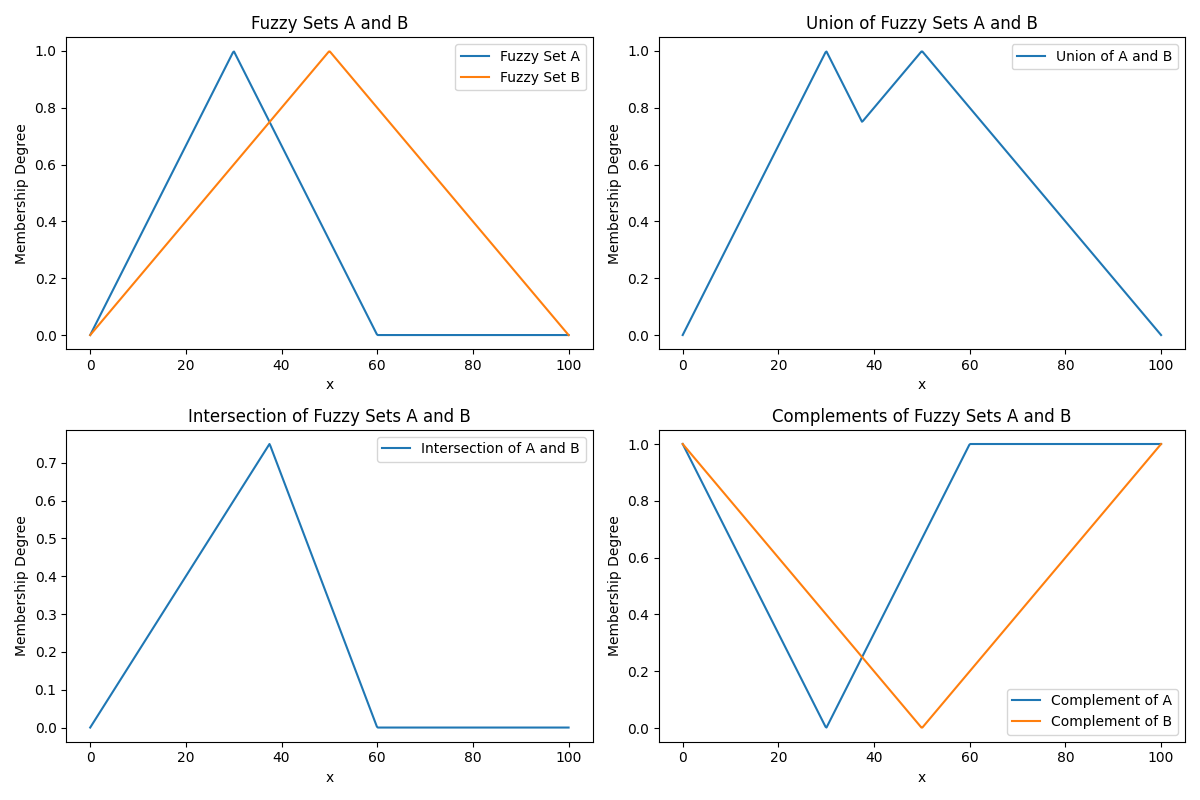 Fuzzy Sets A and B
Membership Degree
1.0
0.8
0.6
0.4
0.2
0.0
Fuzzy Set A
Fuzzy Set B
0 20 40 60 80 100
x
Union of Fuzzy Sets A and B
Membership Degree
1.0
0.8
0.6
0.4
0.2
0.0
Union of A and B
0 20 40 60 80 100
x
Intersection of Fuzzy Sets A and B
Membership Degree
0.7
0.6
0.5
0.4
0.3
0.2
0.1
0.0
Intersection of A and B
0 20 40 60 80 100
x
Complements of Fuzzy Sets A and B
Membership Degree
1.0
0.8
0.6
0.4
0.2
0.0
Complement of A
Complement of B
0 20 40 60 80 100
x